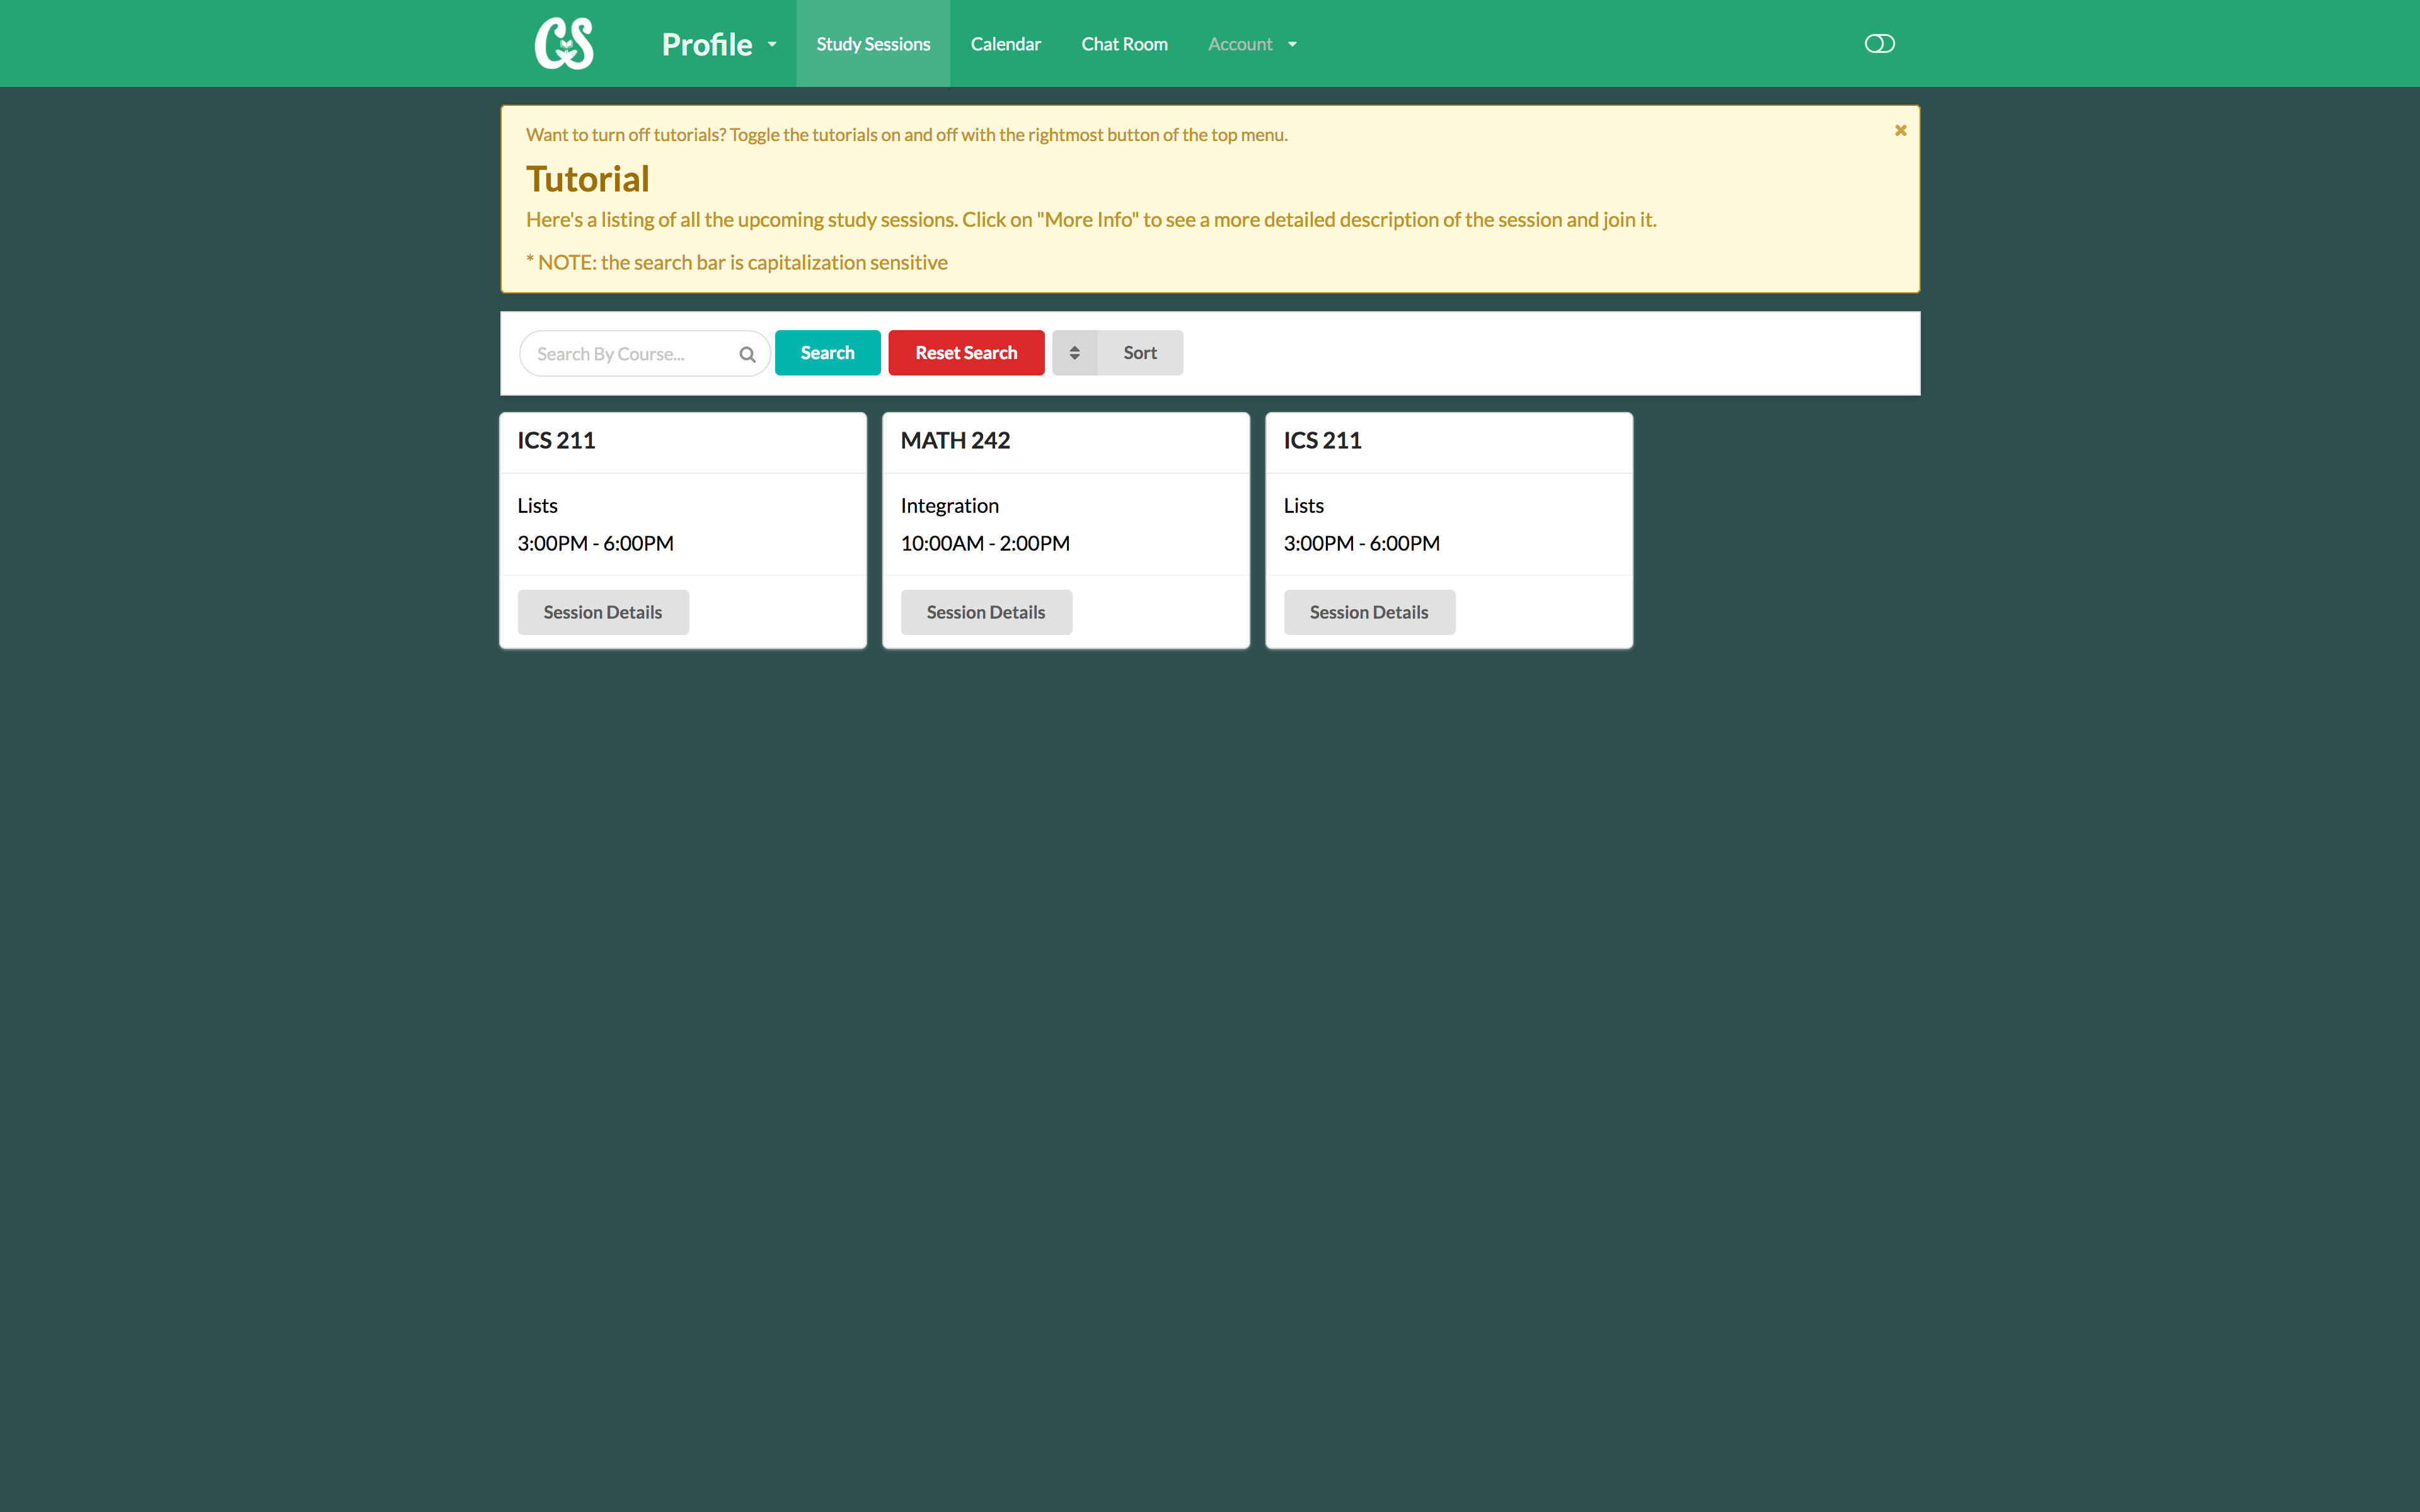 CS
Profile Study Sessions Calendar Chat Room Account
Want to turn off tutorials? Toggle the tutorials on and off with the rightmost button of the top menu.
Tutorial
Here's a listing of all the upcoming study sessions. Click on "More Info" to see a more detailed description of the session and join it.
* NOTE: the search bar is capitalization sensitive
Search By Course... Search Reset Search Sort
ICS 211
Lists
3:00PM - 6:00PM
Session Details
MATH 242
Integration
10:00AM - 2:00PM
Session Details
ICS 211
Lists
3:00PM - 6:00PM
Session Details